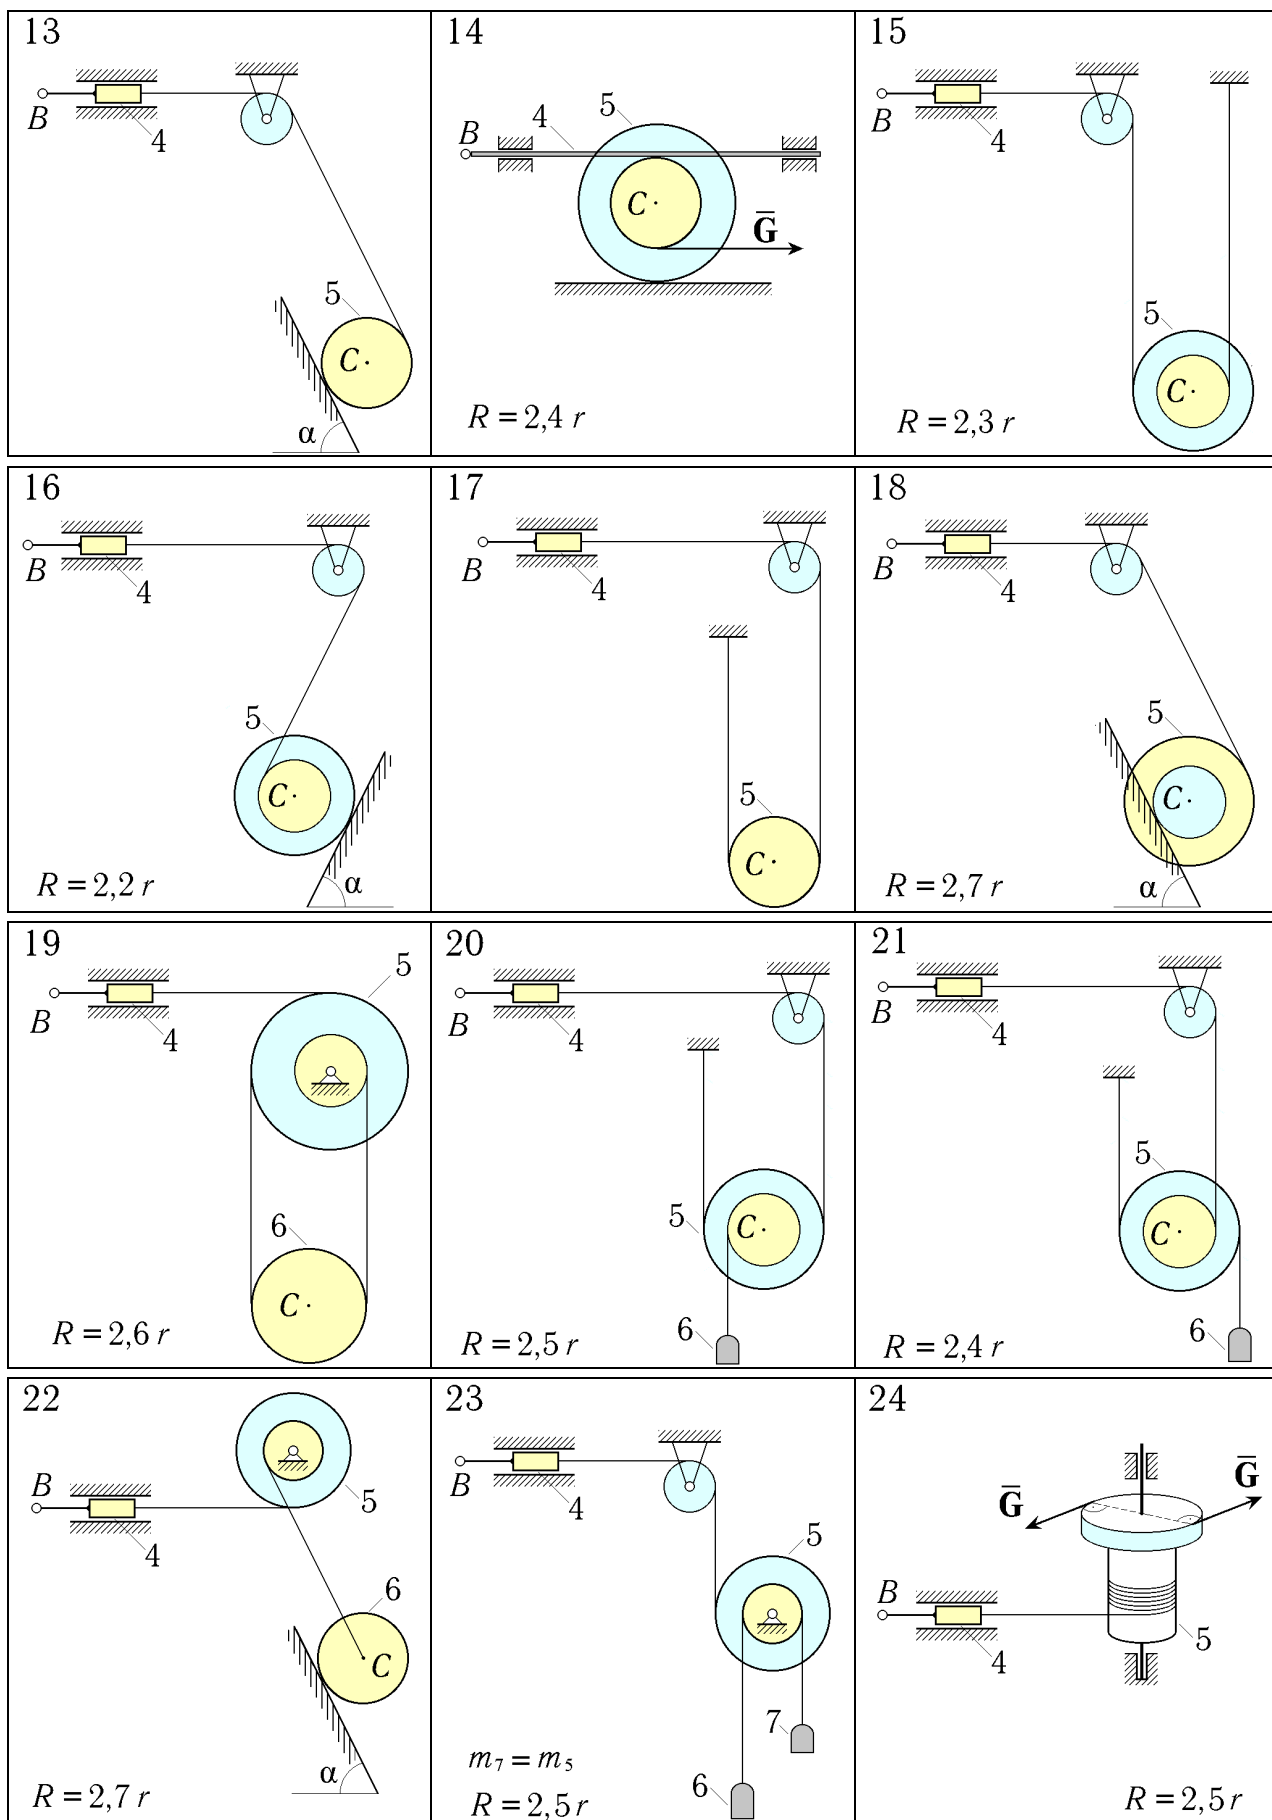 13
B
4
5
C
α
14
5
4
B
C
G̅
R = 2,4 r
15
B
4
5
C
R = 2,3 r
16
B
4
5
C
α
R = 2,2 r
17
B
4
5
C
18
B
4
5
C
α
R = 2,7 r
19
5
B
4
6
C
R = 2,6 r
20
B
4
5
C
6
R = 2,5 r
21
B
4
5
C
6
R = 2,4 r
22
B
5
4
6
C
α
R = 2,7 r
23
B
4
5
7
m₇ = m₅
6
R = 2,5 r
24
G̅
G̅
B
5
4
R = 2,5 r